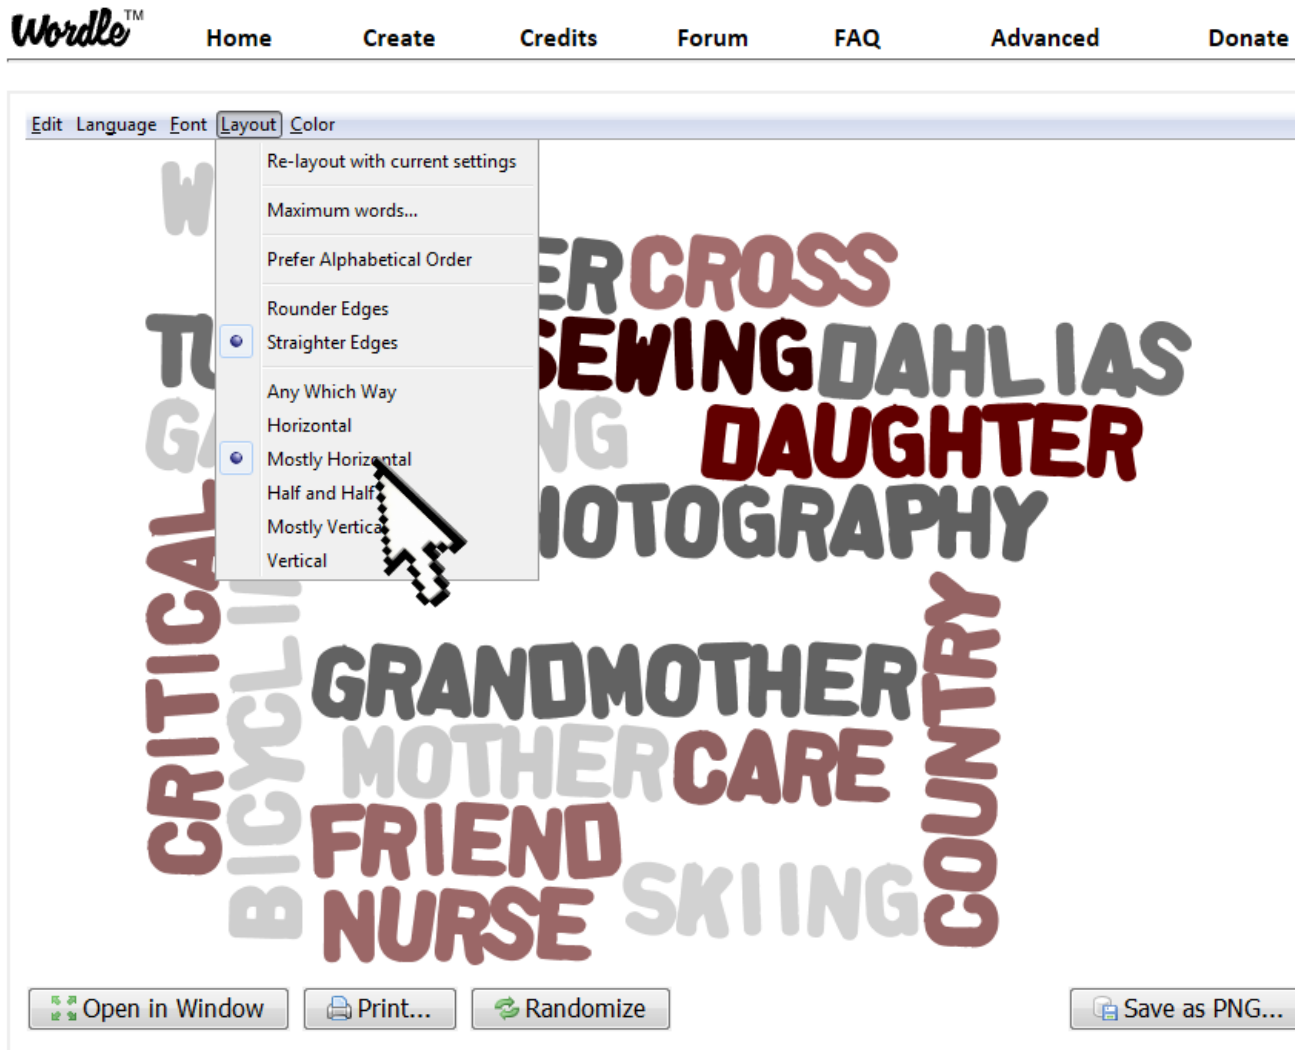 Wordle™
Home Create Credits Forum FAQ Advanced Donate
Edit Language Font Layout Color
Re-layout with current settings
Maximum words...
Prefer Alphabetical Order
Rounder Edges
Straighter Edges
Any Which Way
Horizontal
Mostly Horizontal
Half and Half
Mostly Vertical
Vertical
CROSS
SEWING DAHLIAS
DAUGHTER
CRITICAL
COUNTRY
GRANDMOTHER
MOTHER CARE
FRIEND
SKIING
NURSE
Open in Window Print... Randomize Save as PNG...